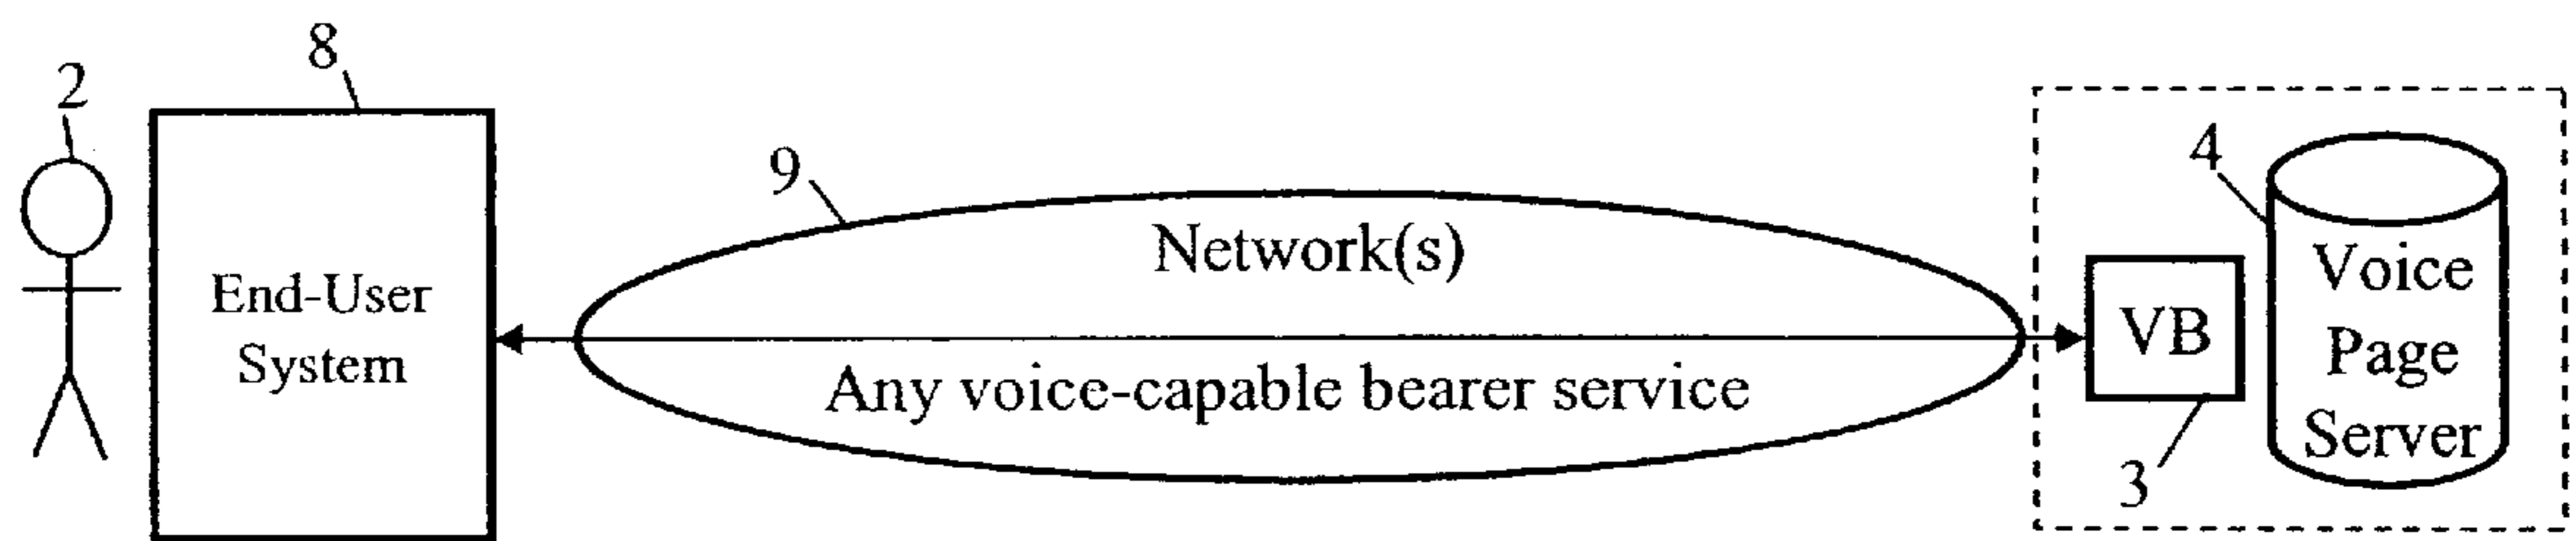 2
8
End-User
System
9
Network(s)
Any voice-capable bearer service
VB
3
4
Voice
Page
Server